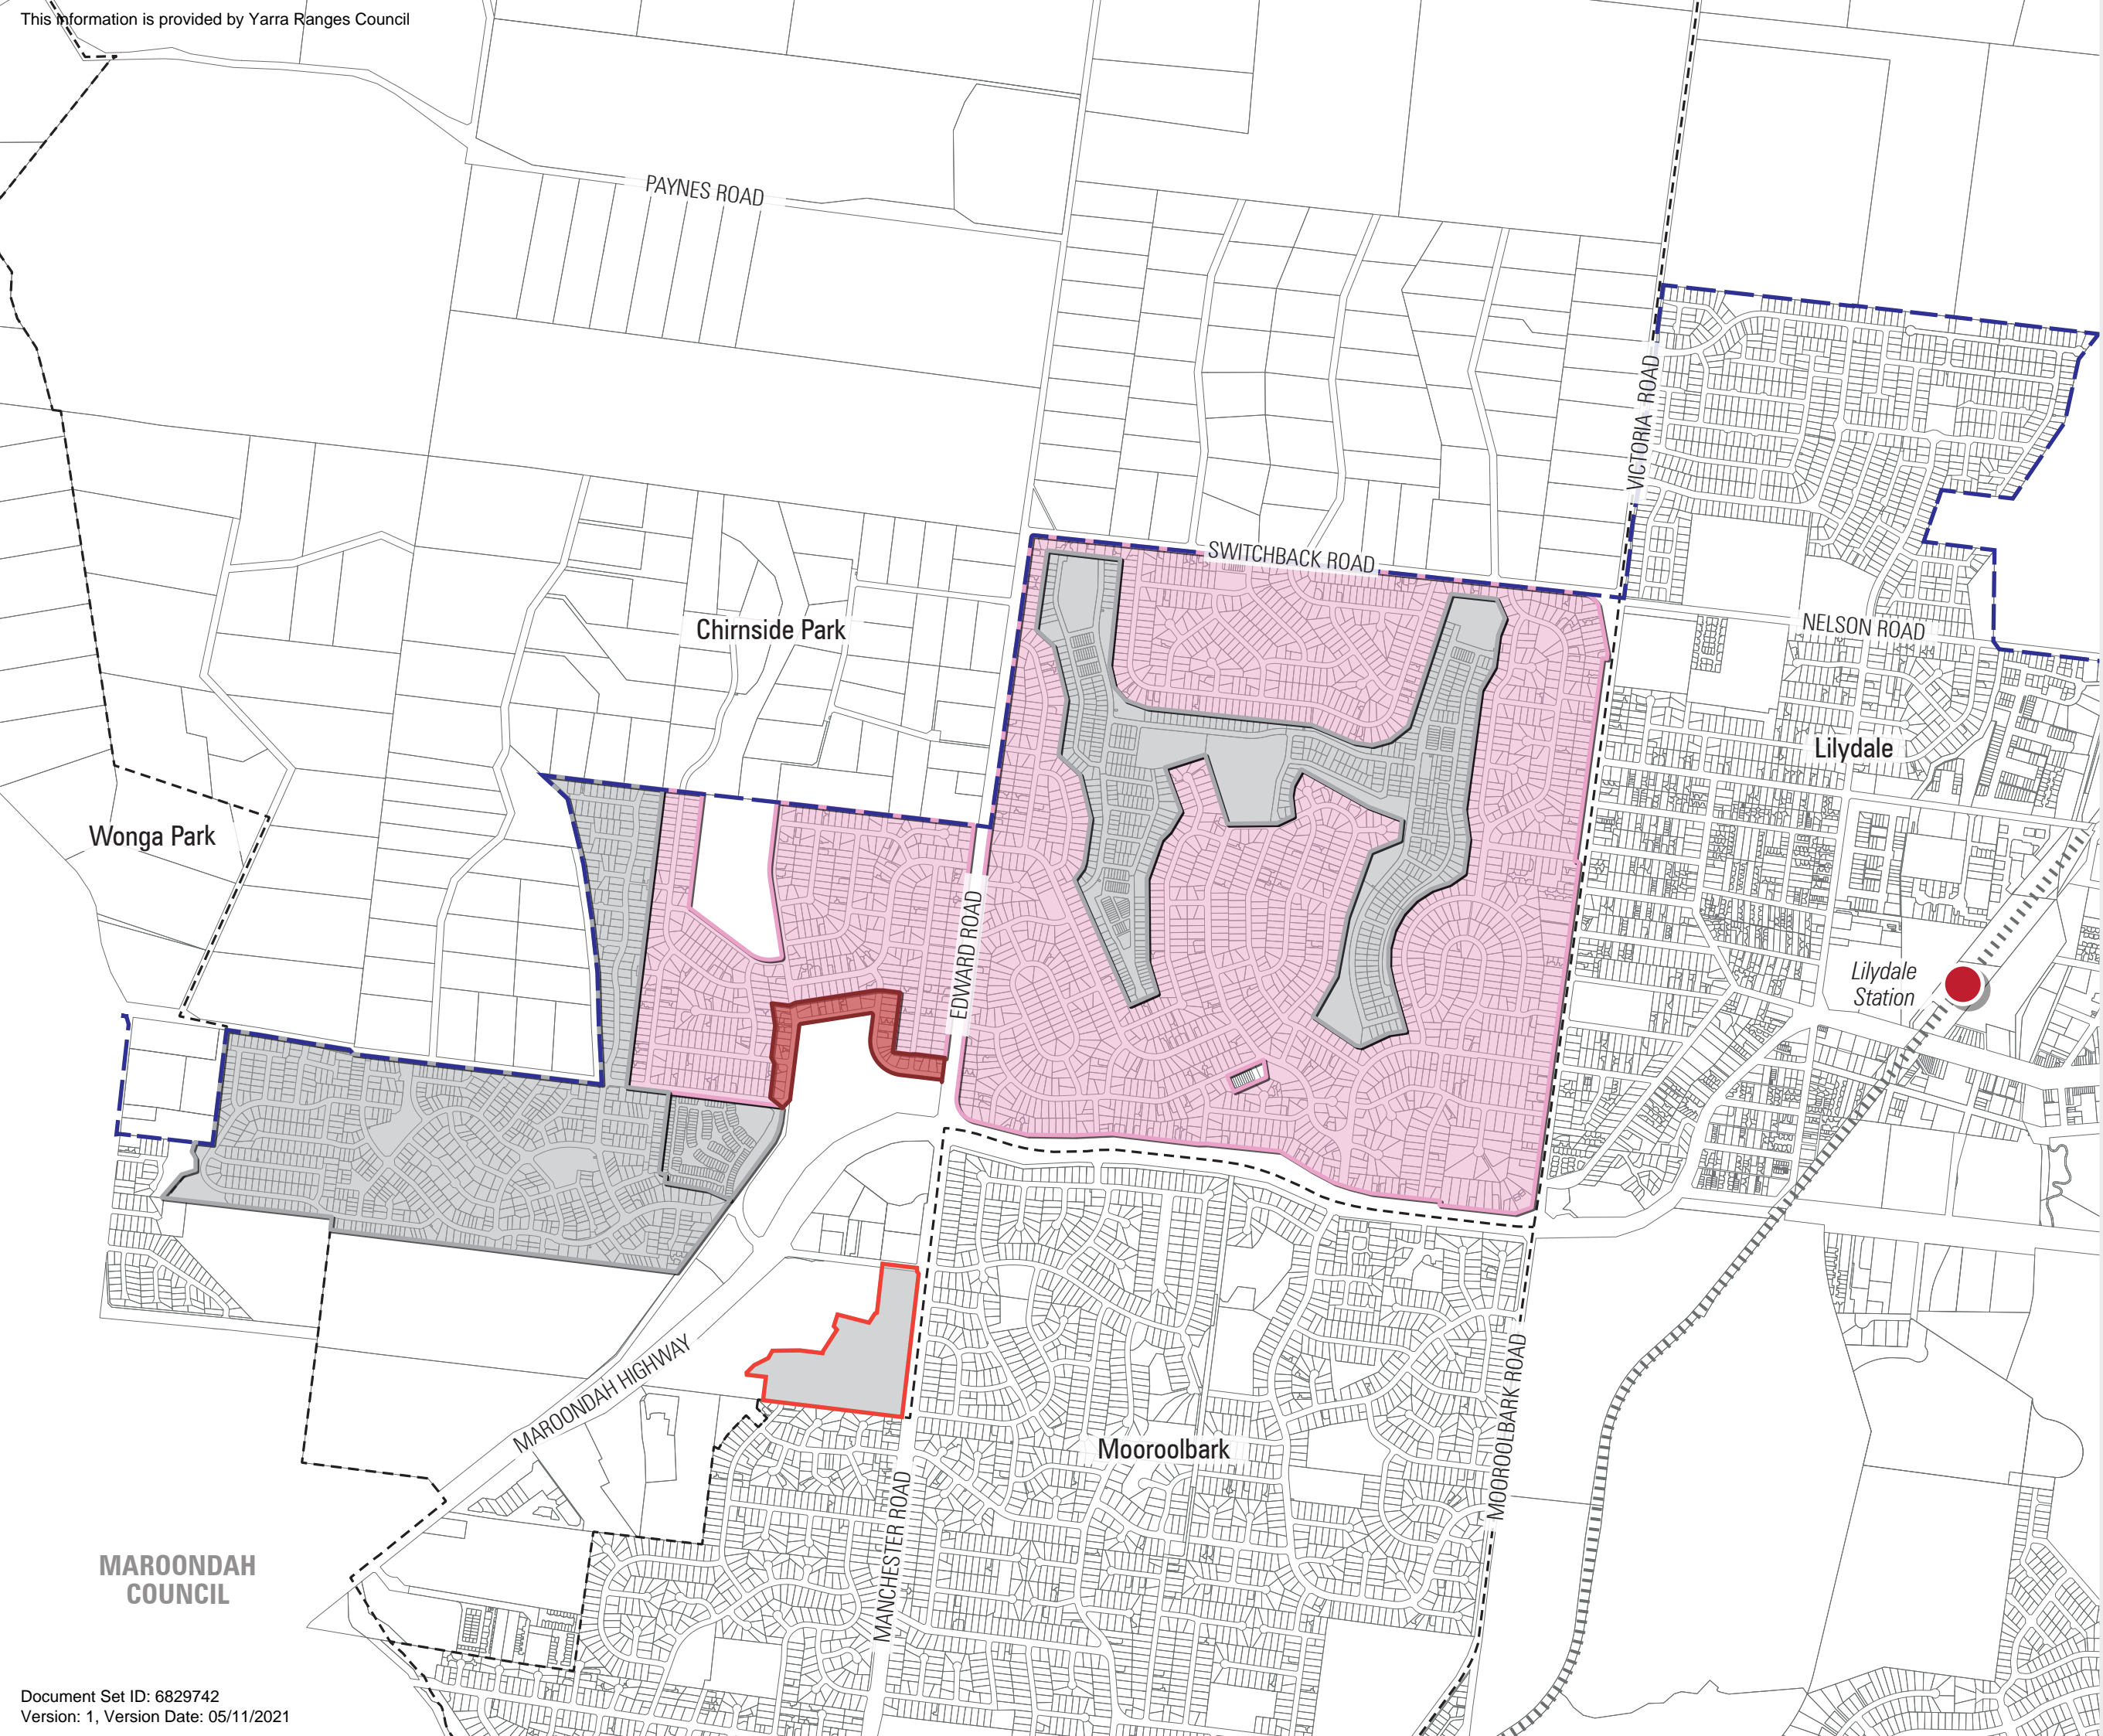 This information is provided by Yarra Ranges Council
PAYNES ROAD
VICTORIA ROAD
SWITCHBACK ROAD
NELSON ROAD
Chirnside Park
Lilydale
Wonga Park
EDWARD ROAD
Lilydale
Station
MAROONDAH HIGHWAY
MOOROOLBARK ROAD
Mooroolbark
MANCHESTER ROAD
MAROONDAH
COUNCIL
Document Set ID: 6829742
Version: 1, Version Date: 05/11/2021